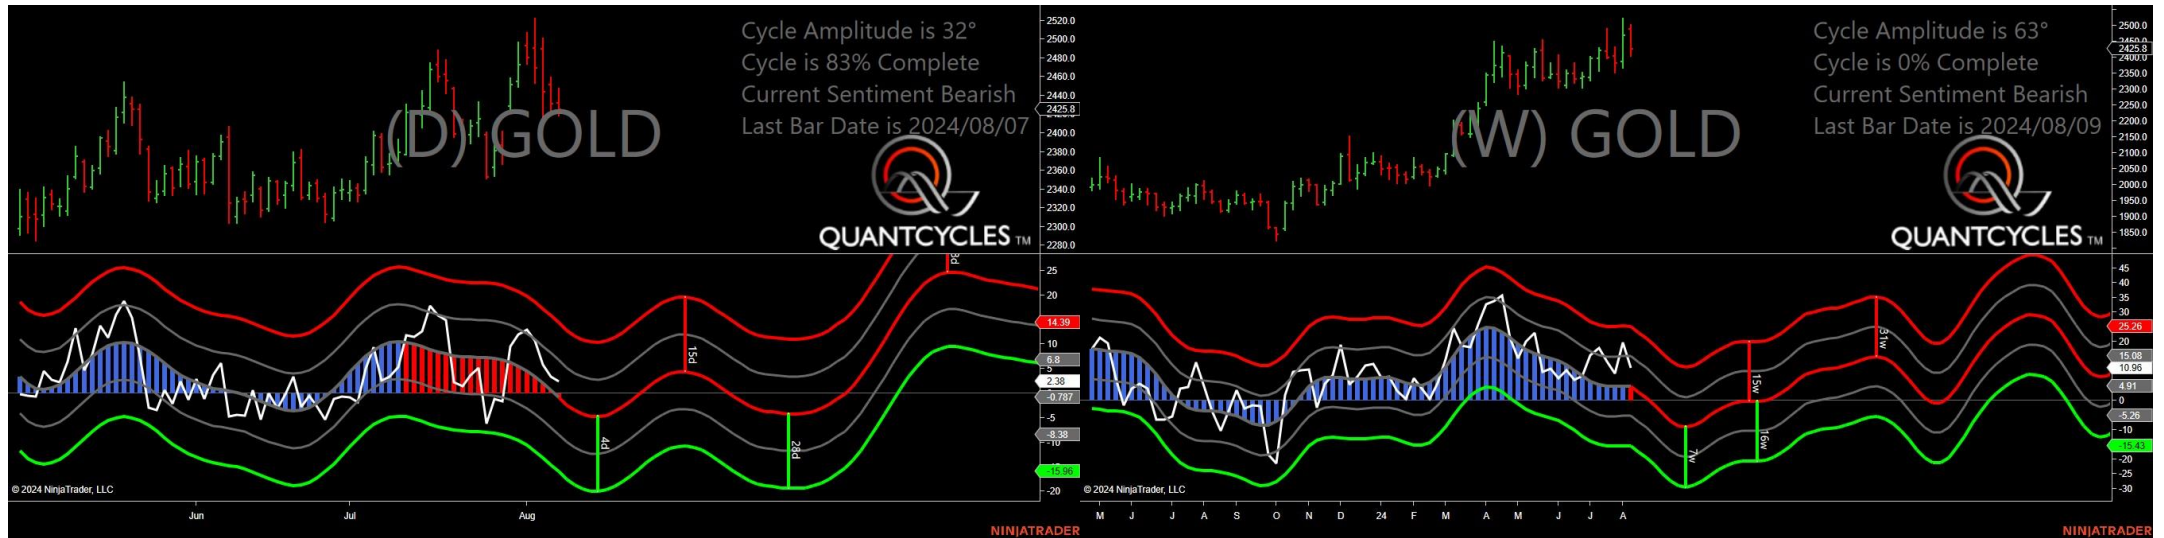 Cycle Amplitude is 32°
Cycle is 83% Complete
Current Sentiment Bearish
Last Bar Date is 2024/08/07
(D) GOLD
QUANTCYCLES TM
2520.0
2500.0
2480.0
2460.0
2440.0
2425.8
2400.0
2380.0
2360.0
2340.0
2320.0
2300.0
2280.0
25
20
14.39
10
6.8
5
2.38
-0.787
-5
-8.38
-10
-15.96
-20
15d
4d
28d
© 2024 NinjaTrader, LLC
Jun
Jul
Aug
NINJATRADER
Cycle Amplitude is 63°
Cycle is 0% Complete
Current Sentiment Bearish
Last Bar Date is 2024/08/09
(W) GOLD
QUANTCYCLES TM
2500.0
2450.0
2425.8
2400.0
2350.0
2300.0
2250.0
2200.0
2150.0
2100.0
2050.0
2000.0
1950.0
1900.0
1850.0
45
40
35
30
25.26
20
15.08
10.96
4.91
0
-5.26
-10
-15.43
-20
-25
-30
31w
15w
16w
7w
© 2024 NinjaTrader, LLC
M J J A S O N D 24 F M A M J J A
NINJATRADER